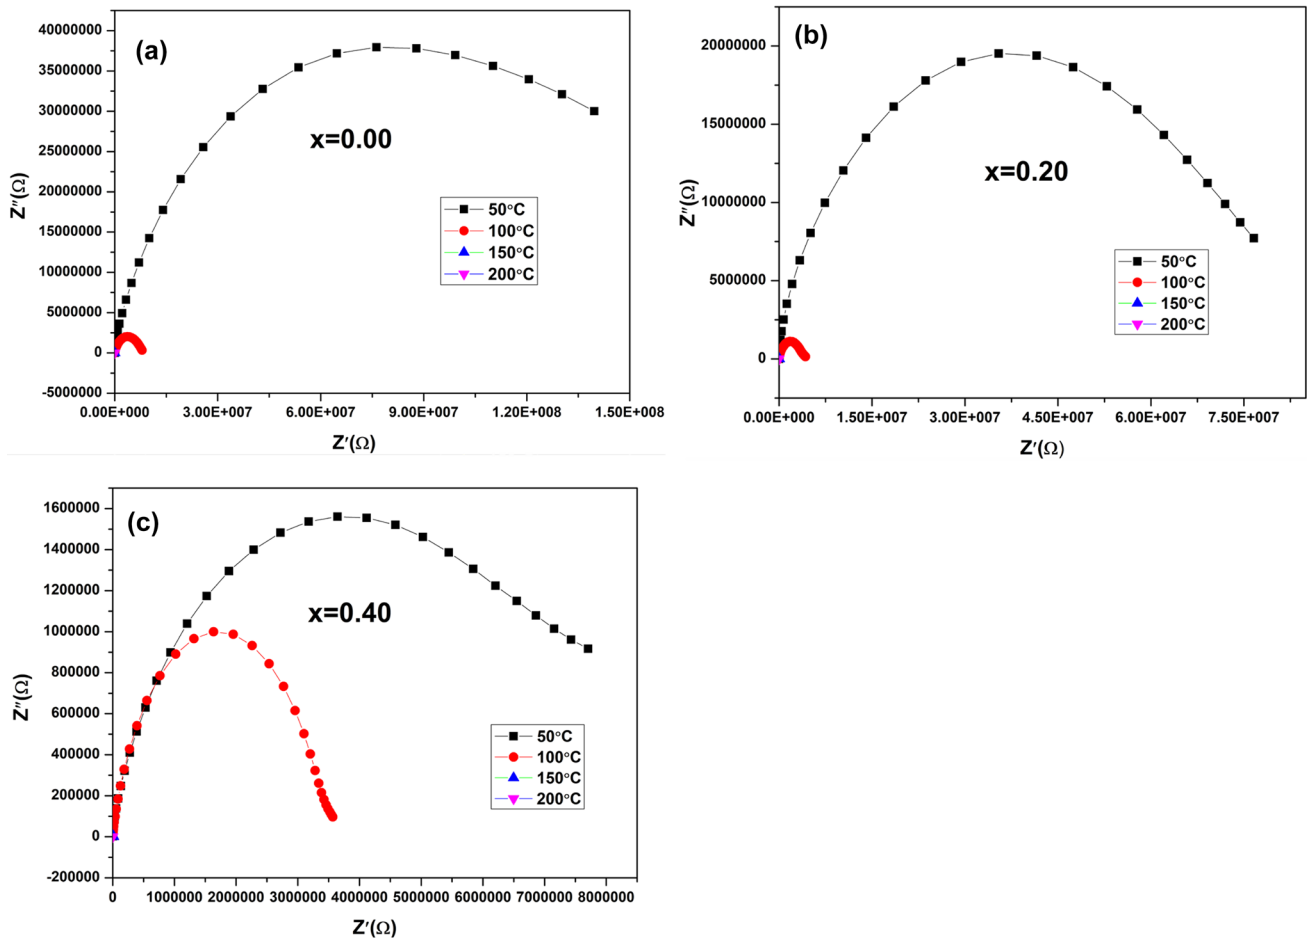 (a)
40000000
35000000
30000000
25000000
20000000
15000000
10000000
5000000
0
-5000000
Z″(Ω)
x=0.00
50°C
100°C
150°C
200°C
0.00E+000 3.00E+007 6.00E+007 9.00E+007 1.20E+008 1.50E+008
Z′(Ω)
(b)
20000000
15000000
10000000
5000000
0
Z″(Ω)
x=0.20
50°C
100°C
150°C
200°C
0.00E+000 1.50E+007 3.00E+007 4.50E+007 6.00E+007 7.50E+007
Z′(Ω)
(c)
1600000
1400000
1200000
1000000
800000
600000
400000
200000
0
-200000
Z″(Ω)
x=0.40
50°C
100°C
150°C
200°C
0 1000000 2000000 3000000 4000000 5000000 6000000 7000000 8000000
Z′(Ω)